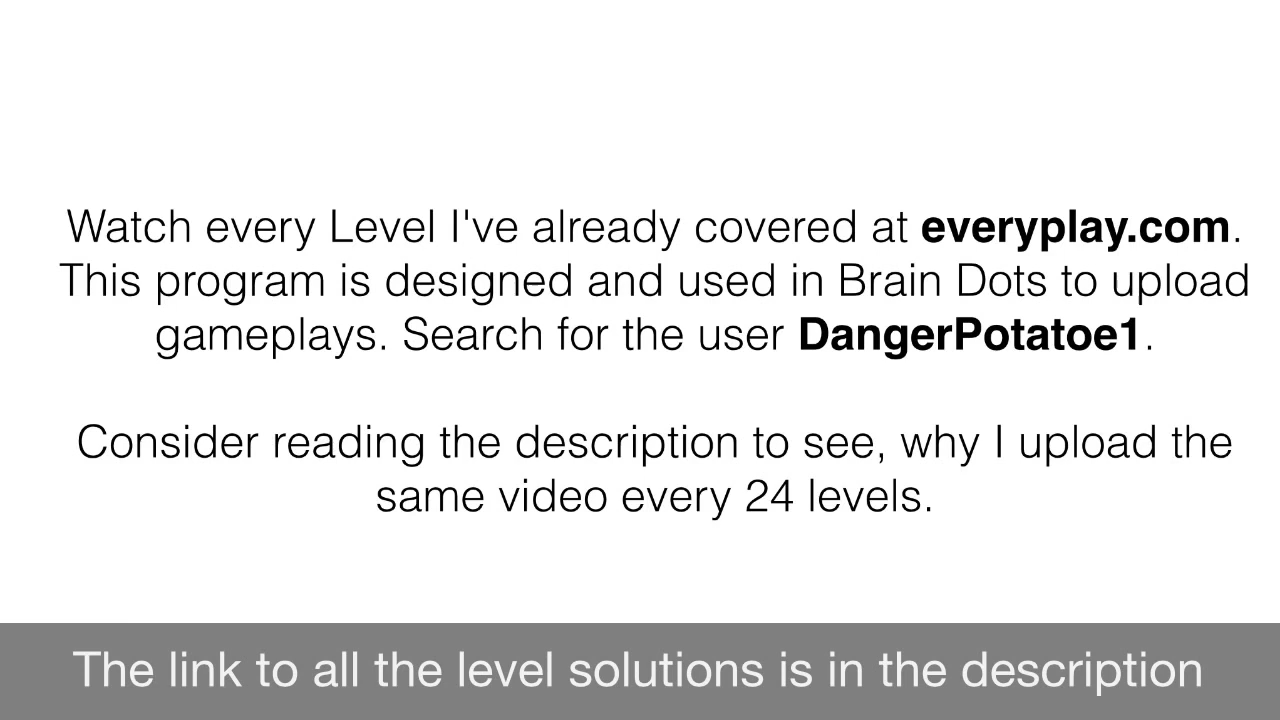 Watch every Level I've already covered at everyplay.com.
This program is designed and used in Brain Dots to upload
gameplays. Search for the user DangerPotatoe1.
Consider reading the description to see, why I upload the
same video every 24 levels.
The link to all the level solutions is in the description